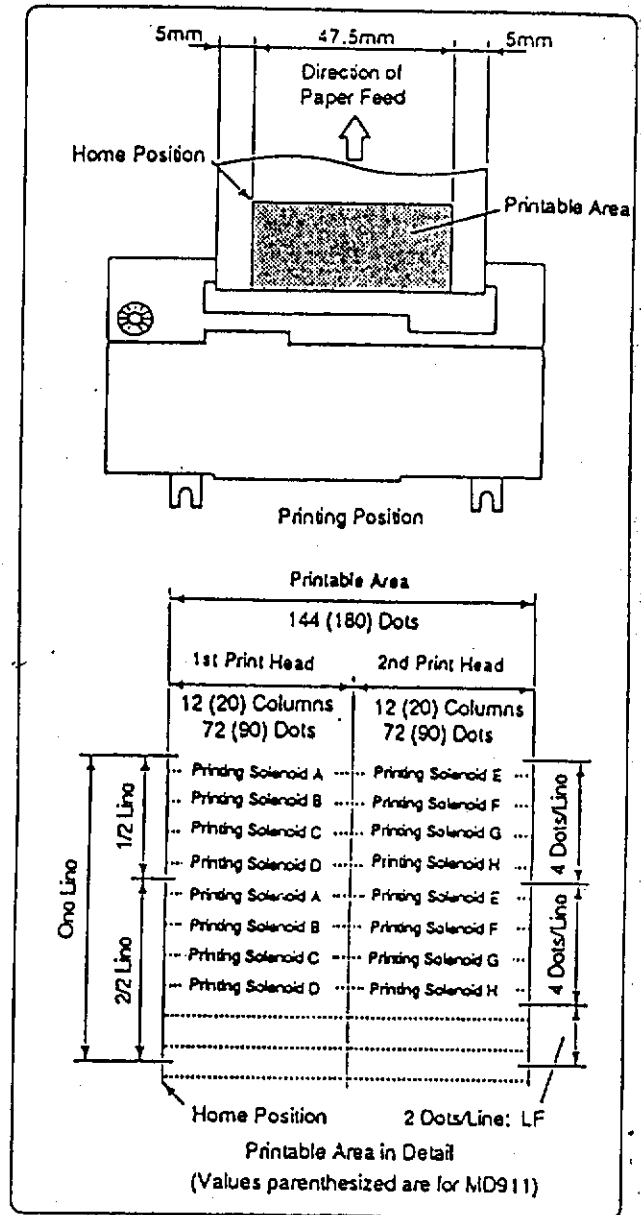 5mm 47.5mm 5mm
Direction of
Paper Feed
Home Position
Printable Area
Printing Position
Printable Area
144 (180) Dots
1st Print Head 2nd Print Head
12 (20) Columns 12 (20) Columns
72 (90) Dots 72 (90) Dots
One Line
1/2 Line
2/2 Line
Printing Solenoid A Printing Solenoid E
Printing Solenoid B Printing Solenoid F
Printing Solenoid C Printing Solenoid G
Printing Solenoid D Printing Solenoid H
Printing Solenoid A Printing Solenoid E
Printing Solenoid B Printing Solenoid F
Printing Solenoid C Printing Solenoid G
Printing Solenoid D Printing Solenoid H
4 Dots/Line
4 Dots/Line
Home Position 2 Dots/Line: LF
Printable Area in Detail
(Values parenthesized are for MD911)